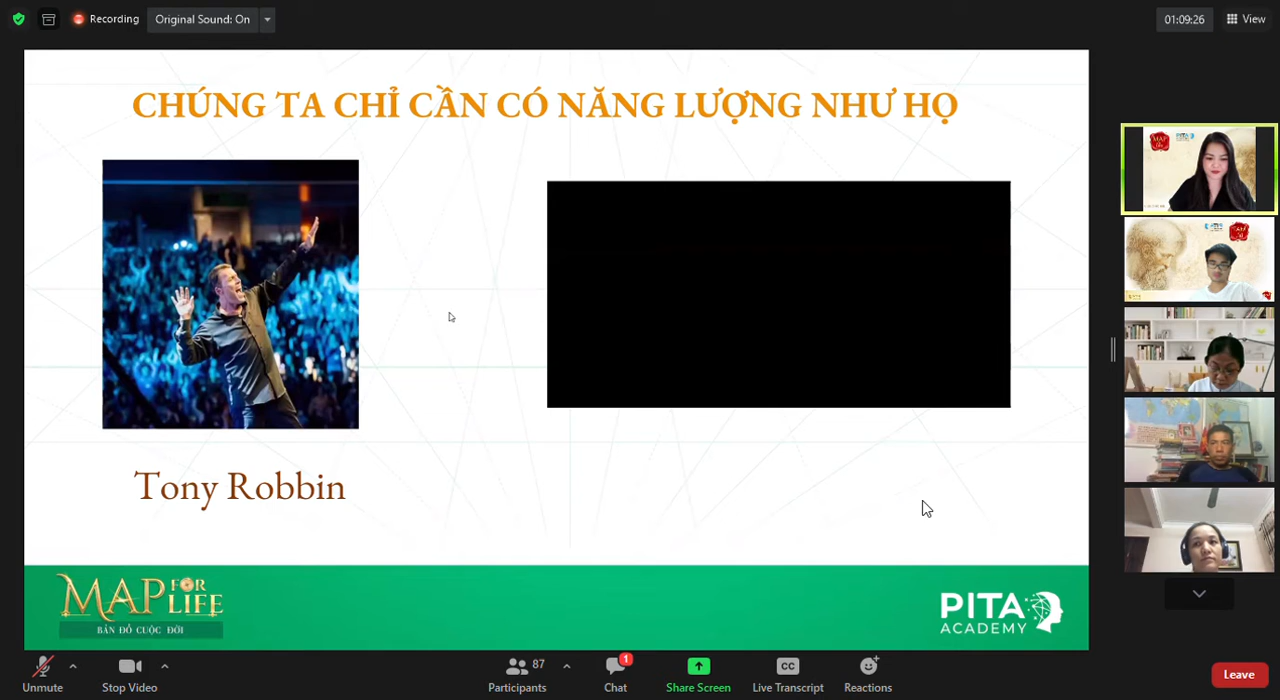 Recording
Original Sound: On
01:09:26
View
CHÚNG TA CHỈ CẦN CÓ NĂNG LƯỢNG NHƯ HỌ
Tony Robbin
MAP FOR LIFE
BẢN ĐỒ CUỘC ĐỜI
PITA
ACADEMY
Unmute
Stop Video
87
Participants
1
Chat
Share Screen
CC
Live Transcript
Reactions
Leave